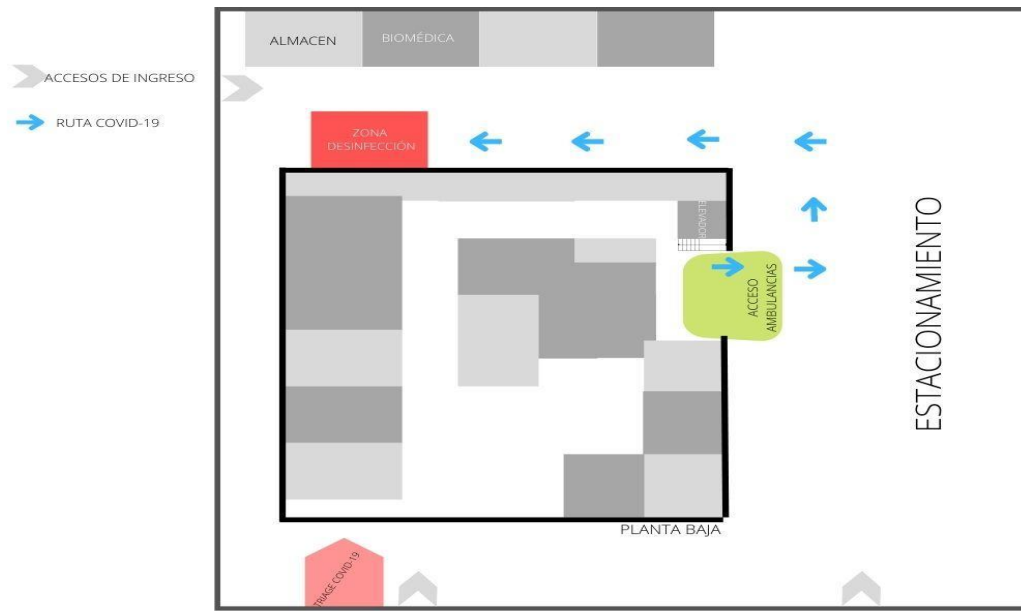 ALMACEN
BIOMÉDICA
ACCESOS DE INGRESO
RUTA COVID-19
ZONA
DESINFECCIÓN
ELEVADOR
ACCESO
AMBULANCIAS
ESTACIONAMIENTO
PLANTA BAJA
TRIAGE COVID-19